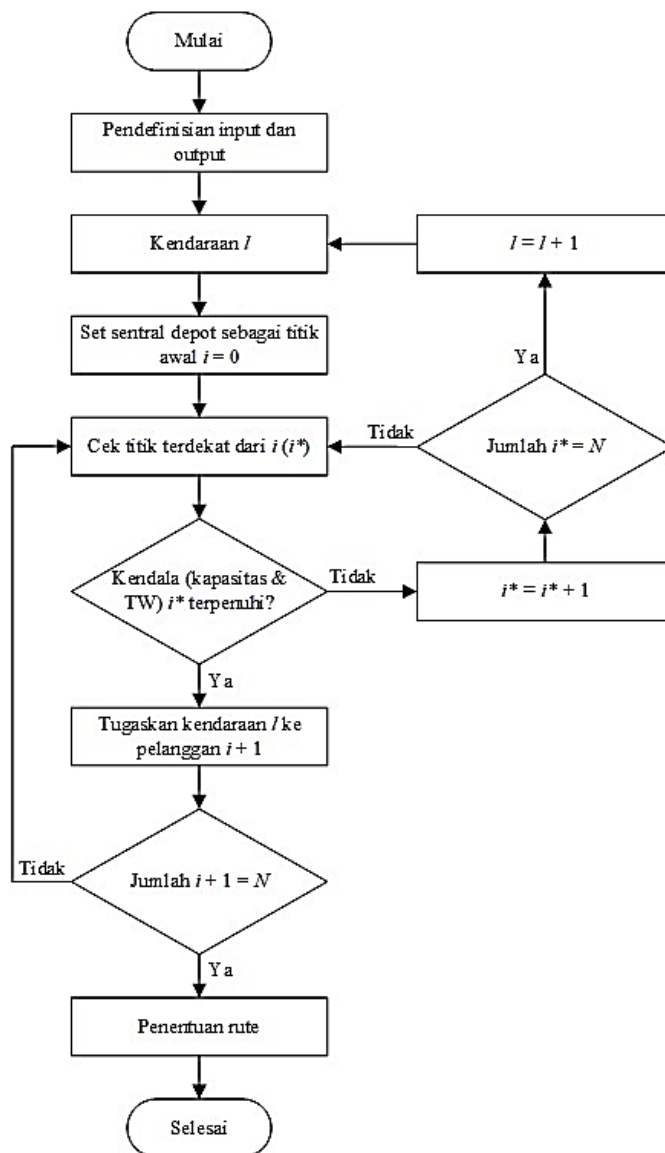 Mulai
Pendefinisian input dan
output
Kendaraan l
l = l + 1
Set sentral depot sebagai titik
awal i = 0
Ya
Cek titik terdekat dari i (i*)
Tidak
Jumlah i* = N
Kendala (kapasitas &
TW) i* terpenuhi?
Tidak
i* = i* + 1
Ya
Tugaskan kendaraan l ke
pelanggan i + 1
Tidak
Jumlah i + 1 = N
Ya
Penentuan rute
Selesai